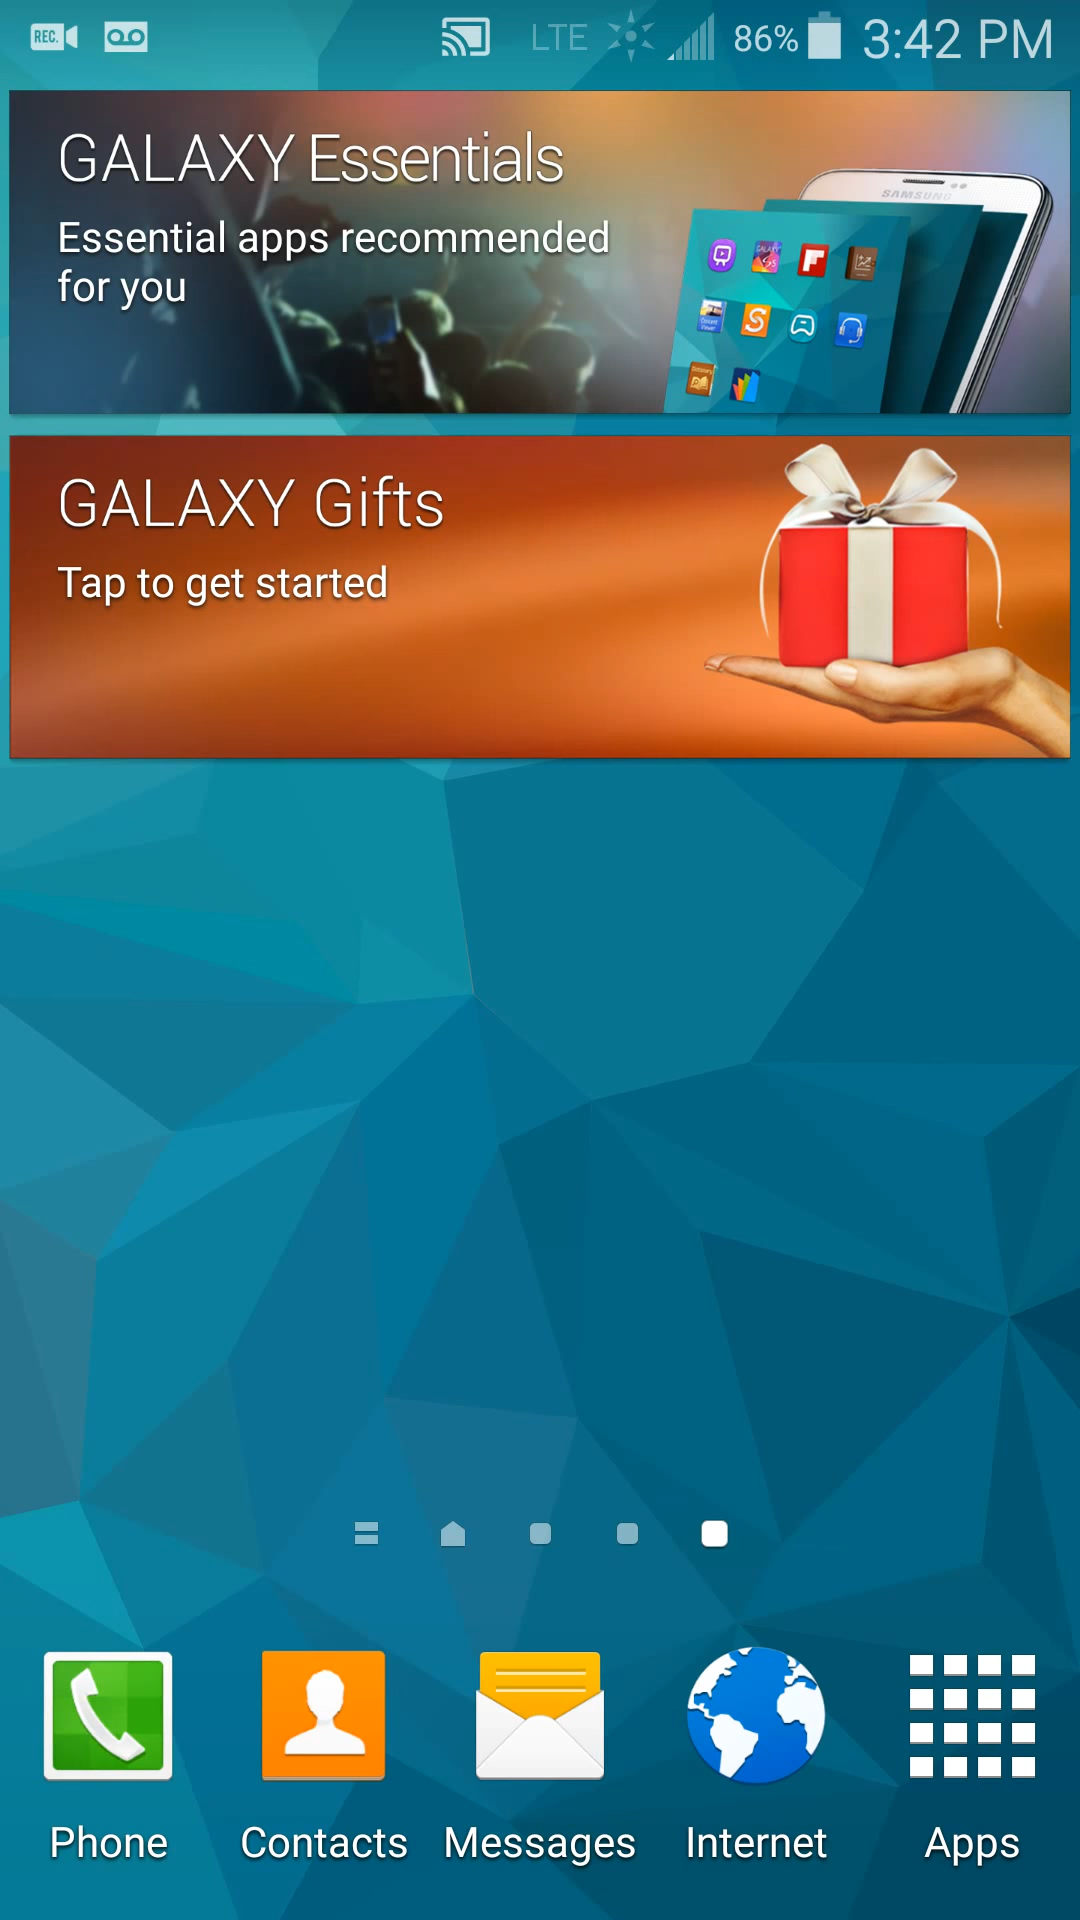 REC. LTE 86% 3:42 PM
GALAXY Essentials
Essential apps recommended
for you
SAMSUNG
GALAXY Gifts
Tap to get started
Phone Contacts Messages Internet Apps